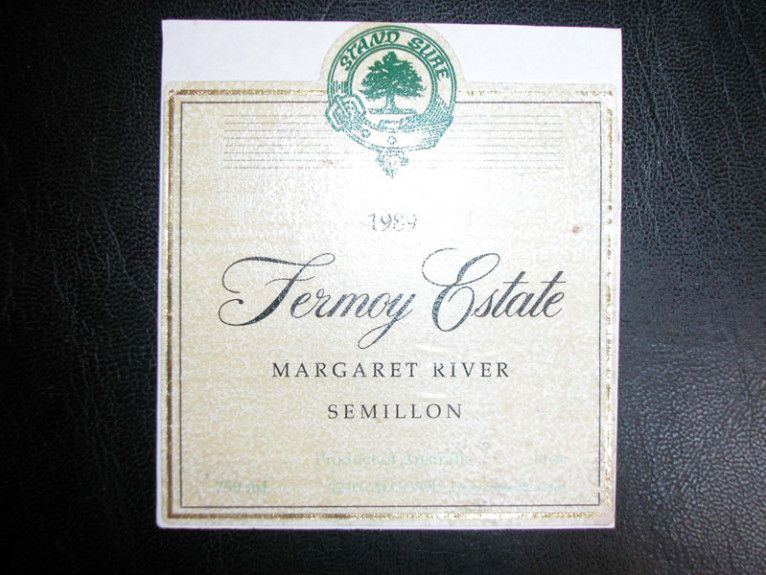 STAND SURE
1989
Fermoy Estate
MARGARET RIVER
SEMILLON
Product of Australia
750 mL